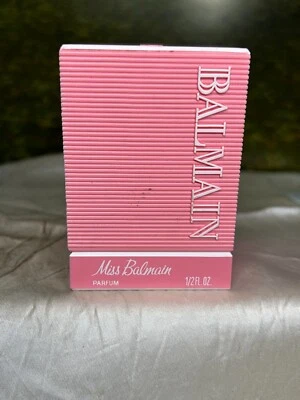 BALMAIN
Miss Balmain
PARFUM
1/2 FL. OZ.